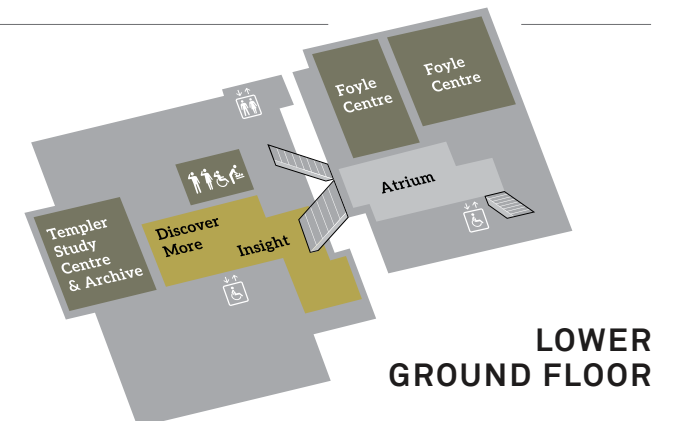 Foyle
Centre
Foyle
Centre
Atrium
Templer
Study
Centre
& Archive
Discover
More
Insight
LOWER
GROUND FLOOR